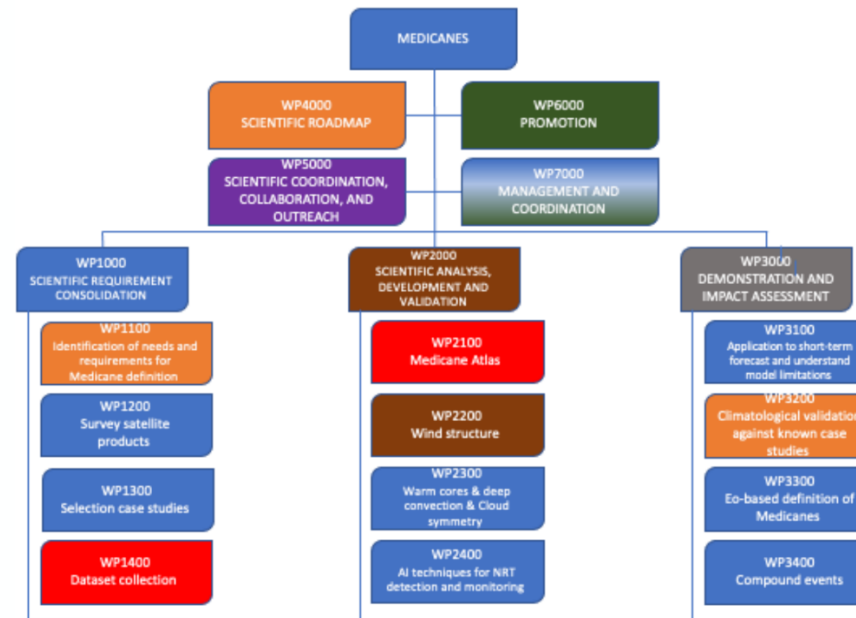 MEDICANES
WP4000
SCIENTIFIC ROADMAP
WP6000
PROMOTION
WP5000
SCIENTIFIC COORDINATION,
COLLABORATION, AND
OUTREACH
WP7000
MANAGEMENT AND
COORDINATION
WP1000
SCIENTIFIC REQUIREMENT
CONSOLIDATION
WP1100
Identification of needs and
requirements for
Medicane definition
WP1200
Survey satellite
products
WP1300
Selection case studies
WP1400
Dataset collection
WP2000
SCIENTIFIC ANALYSIS,
DEVELOPMENT AND
VALIDATION
WP2100
Medicane Atlas
WP2200
Wind structure
WP2300
Warm cores & deep
convection & Cloud
symmetry
WP2400
AI techniques for NRT
detection and monitoring
WP3000
DEMONSTRATION AND
IMPACT ASSESSMENT
WP3100
Application to short-term
forecast and understand
model limitations
WP3200
Climatological validation
against known case
studies
WP3300
Eo-based definition of
Medicanes
WP3400
Compound events